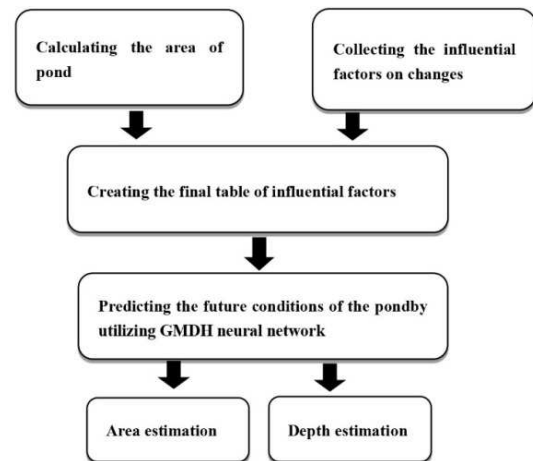 Calculating the area of
pond
Collecting the influential
factors on changes
Creating the final table of influential factors
Predicting the future conditions of the pondby
utilizing GMDH neural network
Area estimation
Depth estimation